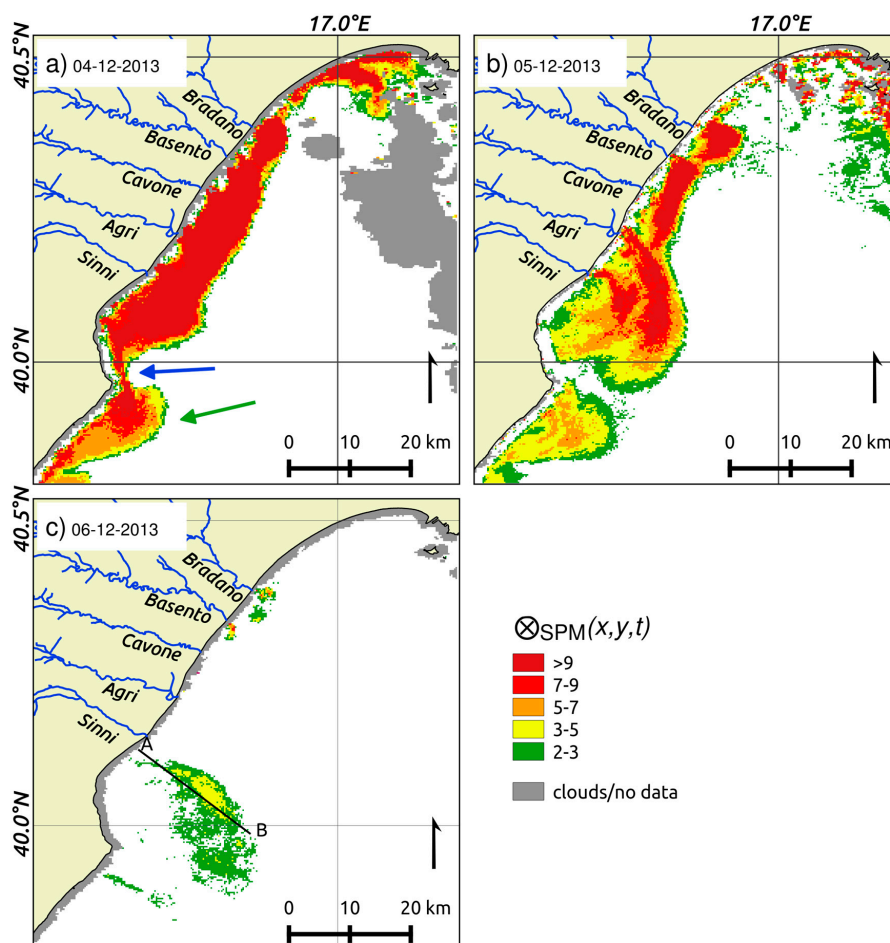 17.0°E
17.0°E
40.5°N
a) 04-12-2013
b) 05-12-2013
Bradano
Basento
Cavone
Agri
Sinni
Bradano
Basento
Cavone
Agri
Sinni
40.0°N
0 10 20 km
0 10 20 km
40.5°N
c) 06-12-2013
Bradano
Basento
Cavone
Agri
Sinni
A
B
40.0°N
0 10 20 km
⊗SPM(x,y,t)
>9
7-9
5-7
3-5
2-3
clouds/no data